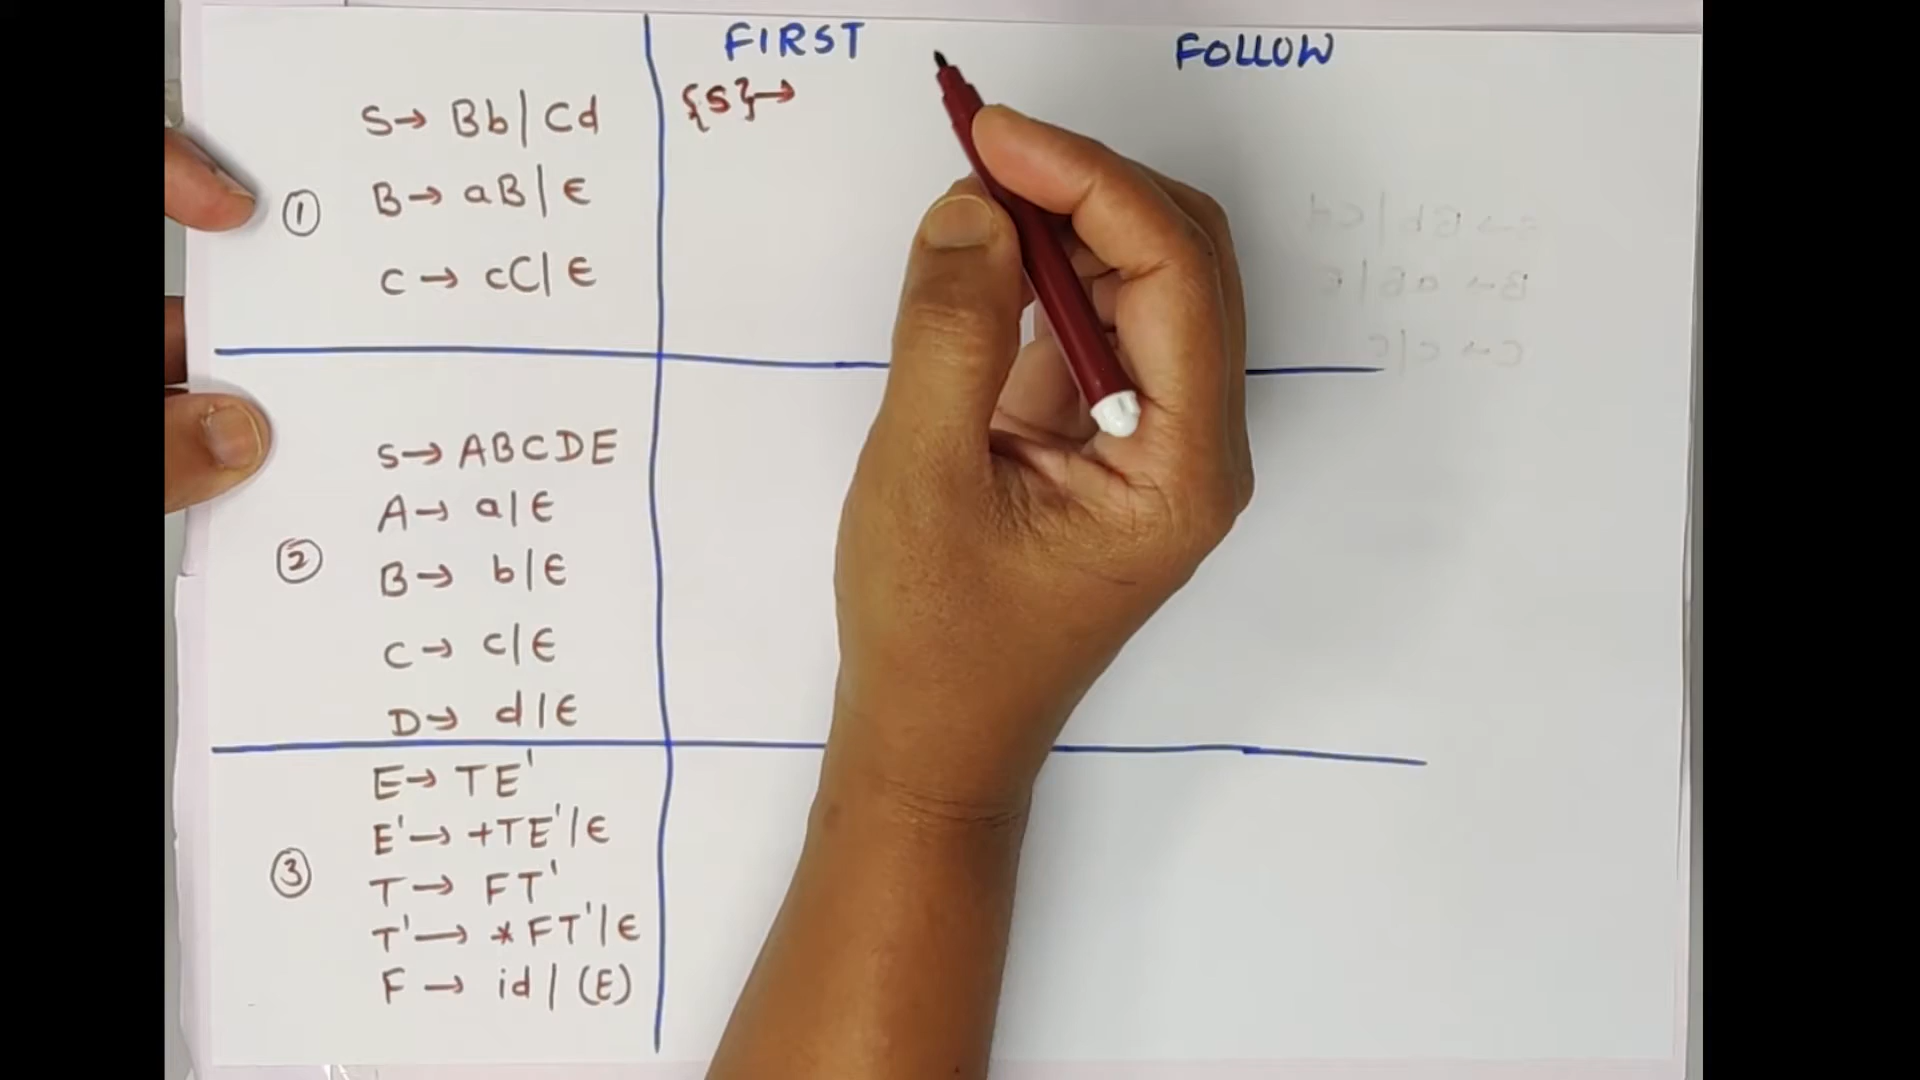 FIRST FOLLOW
{S}→
S→ Bb|Cd
B→ aB|ϵ
① 
C→ cC|ϵ
S→ ABCDE
A→ a|ϵ
②
B→ b|ϵ
C→ c|ϵ
D→ d|ϵ
E→ TE'
E'→ +TE'|ϵ
③
T→ FT'
T'→ *FT'|ϵ
F→ id|(E)